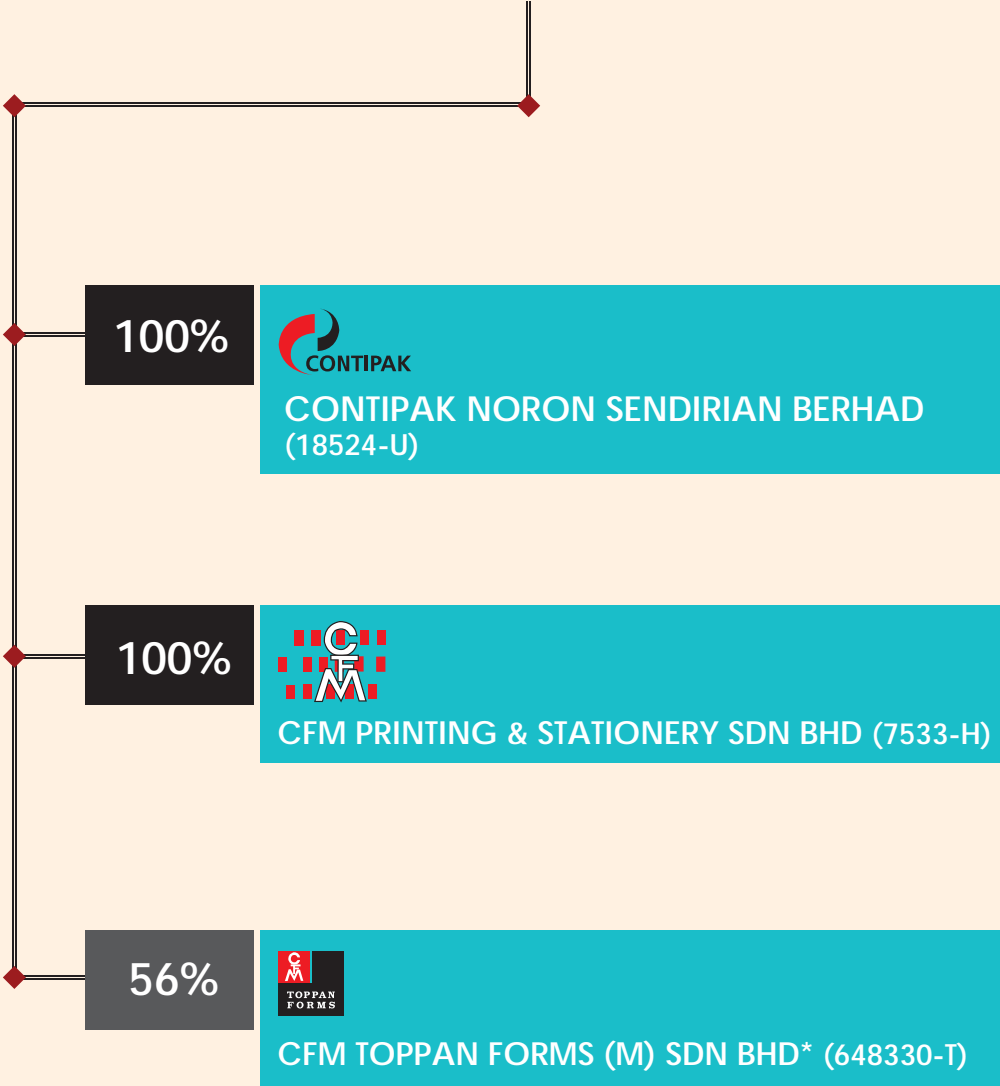 100%
CONTIPAK
CONTIPAK NORON SENDIRIAN BERHAD
(18524-U)
100%
CFM
CFM PRINTING & STATIONERY SDN BHD (7533-H)
56%
CFM
TOPPAN
FORMS
CFM TOPPAN FORMS (M) SDN BHD* (648330-T)